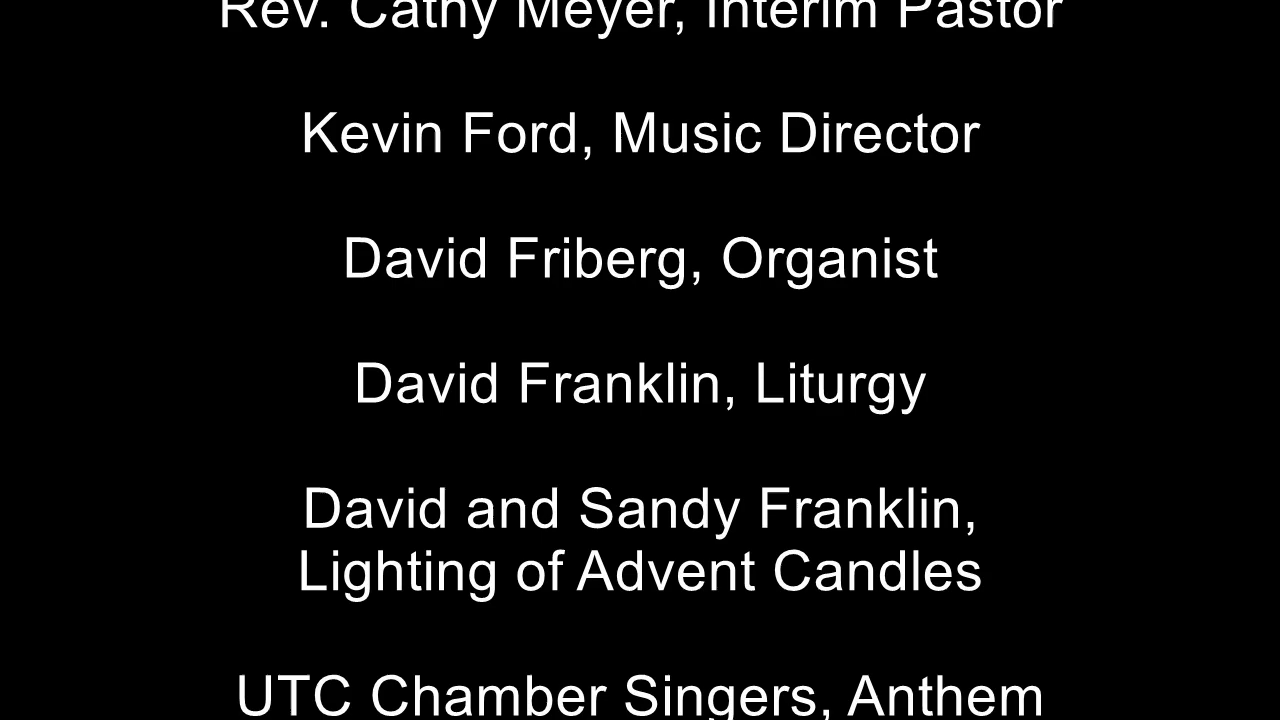 Rev. Cathy Meyer, Interim Pastor
Kevin Ford, Music Director
David Friberg, Organist
David Franklin, Liturgy
David and Sandy Franklin,
Lighting of Advent Candles
UTC Chamber Singers, Anthem